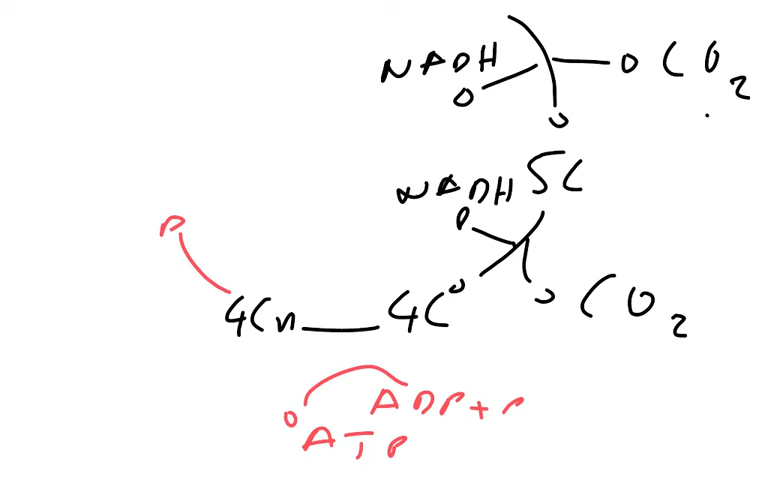 NADH CO2
NADH 5C
CO2
4C 4C
ADP + P
ATP